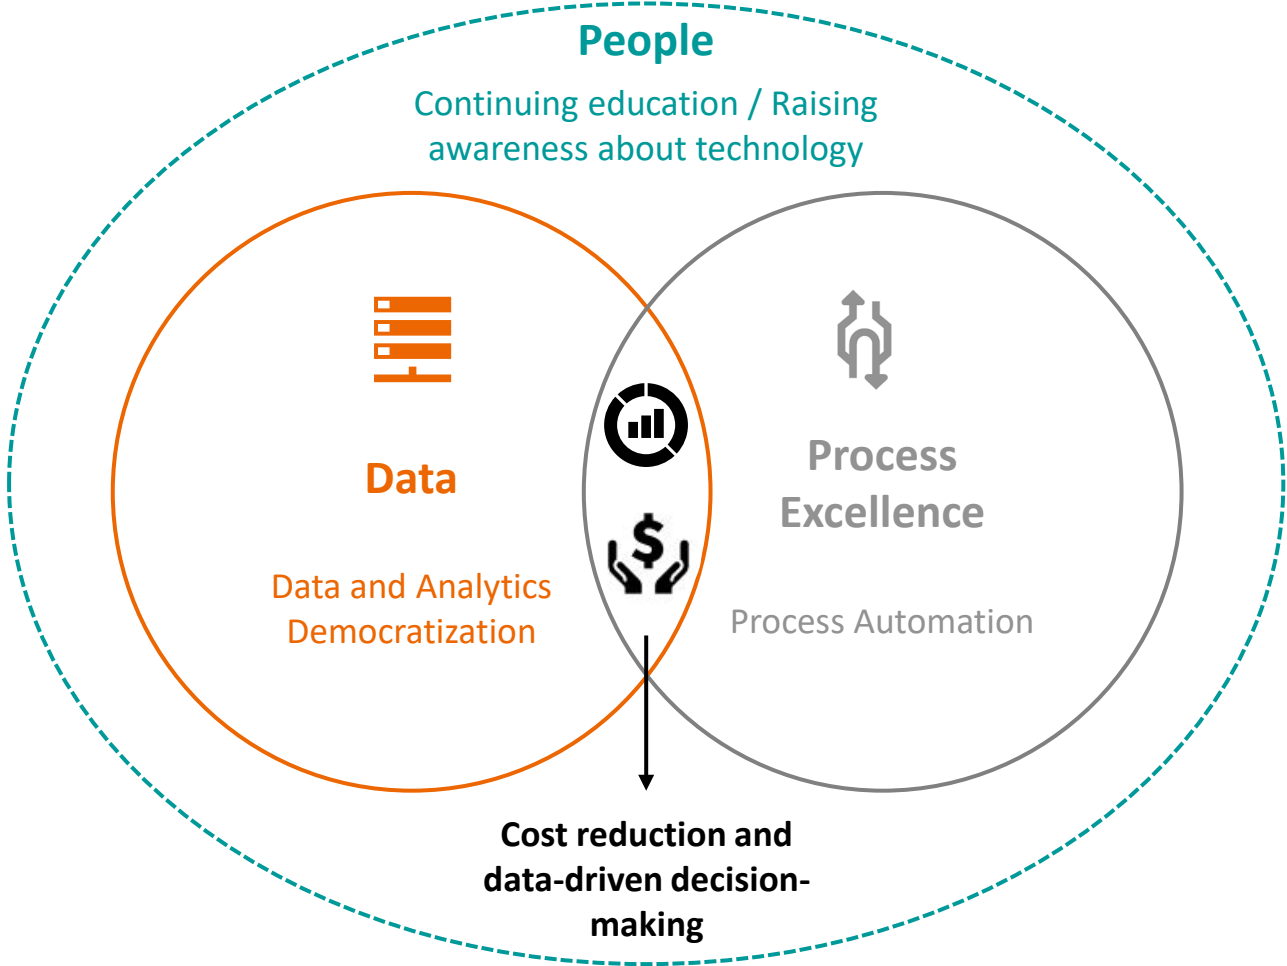 People
Continuing education / Raising
awareness about technology
Data
Data and Analytics
Democratization
Process
Excellence
Process Automation
$
Cost reduction and
data-driven decision-
making